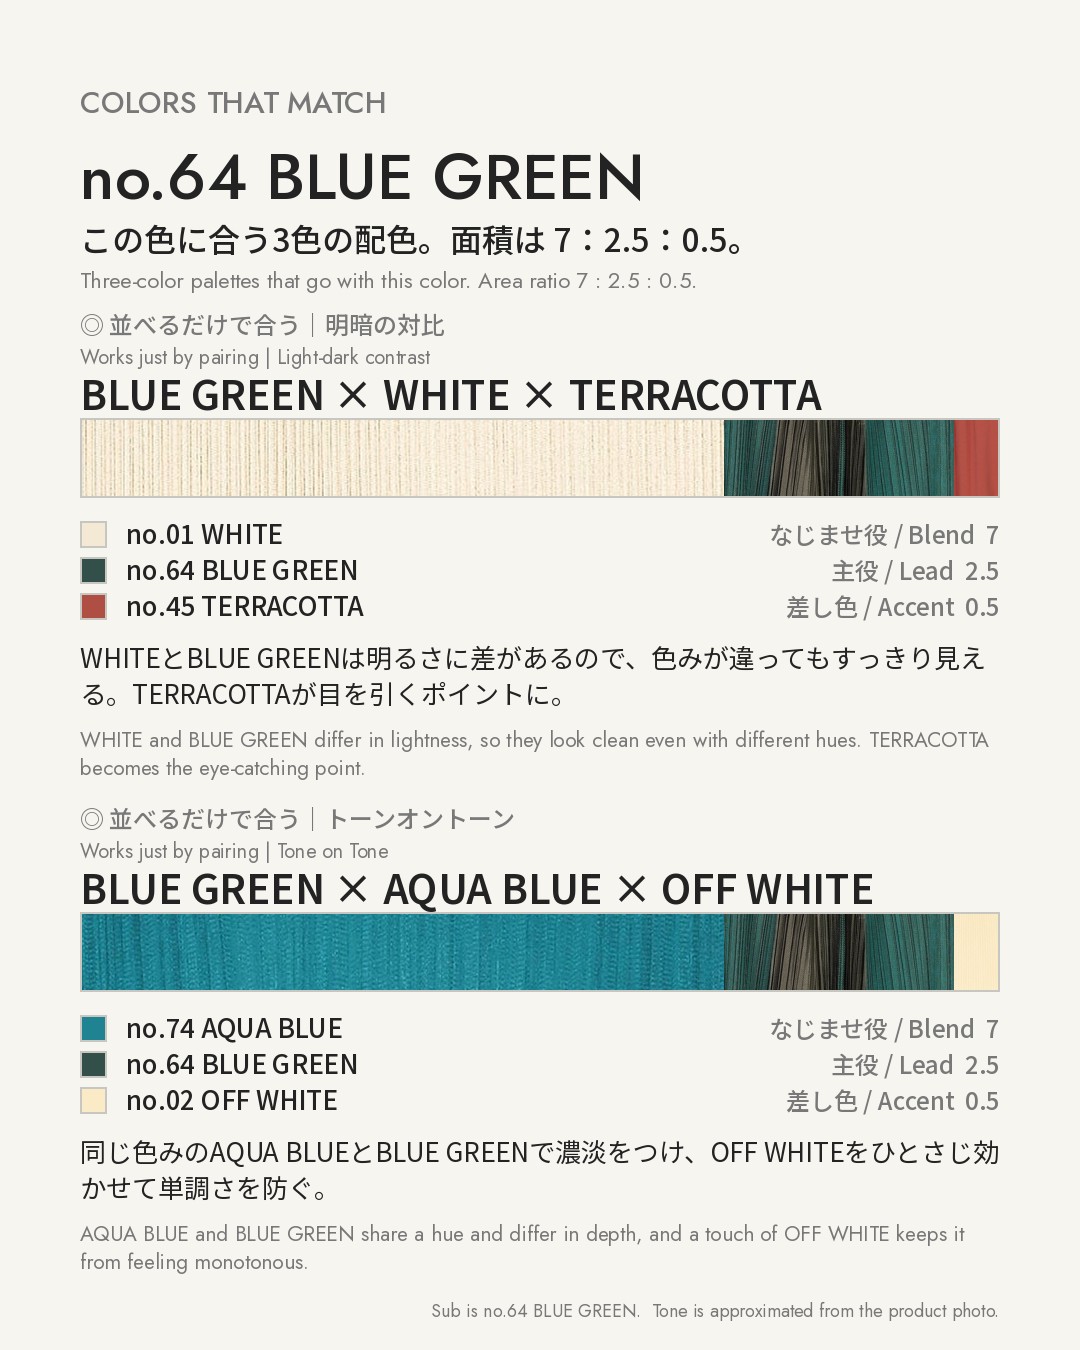 COLORS THAT MATCH
no.64 BLUE GREEN
この色に合う3色の配色。面積は 7：2.5：0.5。
Three-color palettes that go with this color. Area ratio 7 : 2.5 : 0.5.
◎ 並べるだけで合う｜明暗の対比
Works just by pairing | Light-dark contrast
BLUE GREEN × WHITE × TERRACOTTA
no.01 WHITE なじませ役 / Blend 7
no.64 BLUE GREEN 主役 / Lead 2.5
no.45 TERRACOTTA 差し色 / Accent 0.5
WHITEとBLUE GREENは明るさに差があるので、色みが違ってもすっきり見え
る。TERRACOTTAが目を引くポイントに。
WHITE and BLUE GREEN differ in lightness, so they look clean even with different hues. TERRACOTTA
becomes the eye-catching point.
◎ 並べるだけで合う｜トーンオントーン
Works just by pairing | Tone on Tone
BLUE GREEN × AQUA BLUE × OFF WHITE
no.74 AQUA BLUE なじませ役 / Blend 7
no.64 BLUE GREEN 主役 / Lead 2.5
no.02 OFF WHITE 差し色 / Accent 0.5
同じ色みのAQUA BLUEとBLUE GREENで濃淡をつけ、OFF WHITEをひとさじ効
かせて単調さを防ぐ。
AQUA BLUE and BLUE GREEN share a hue and differ in depth, and a touch of OFF WHITE keeps it
from feeling monotonous.
Sub is no.64 BLUE GREEN. Tone is approximated from the product photo.